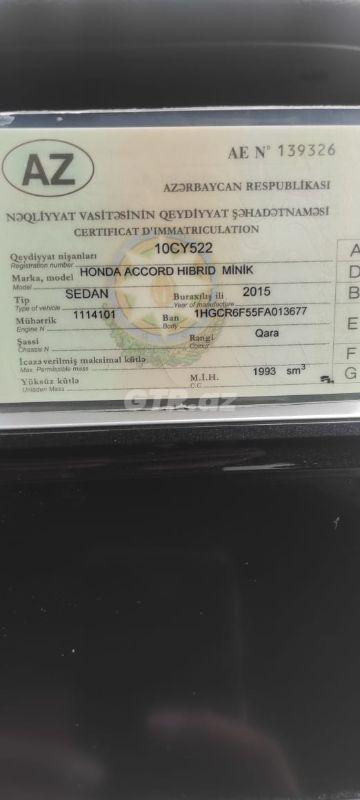 AZ
AE N° 139326
AZƏRBAYCAN RESPUBLİKASI
NƏQLİYYAT VASİTƏSİNİN QEYDİYYAT ŞƏHADƏTNAMƏSİ
CERTIFICAT D'IMMATRICULATION
Qeydiyyat nişanları 10CY522 A
Registration number
Marka, model HONDA ACCORD HIBRID MİNİK D
Model
Tip SEDAN Buraxılış ili 2015 B
Type of vehicle Year of manufacture
Mühərrik 1114101 Ban 1HGCR6F55FA013677
Engine N Body E
Şassi Rəngi Qara
Chassis N Colour
İcazə verilmiş maksimal kütlə F
Max. Permissible mass
Yüksüz kütlə M.İ.H. 1993 sm³ G
Unladen Mass C.C.
GTR.az